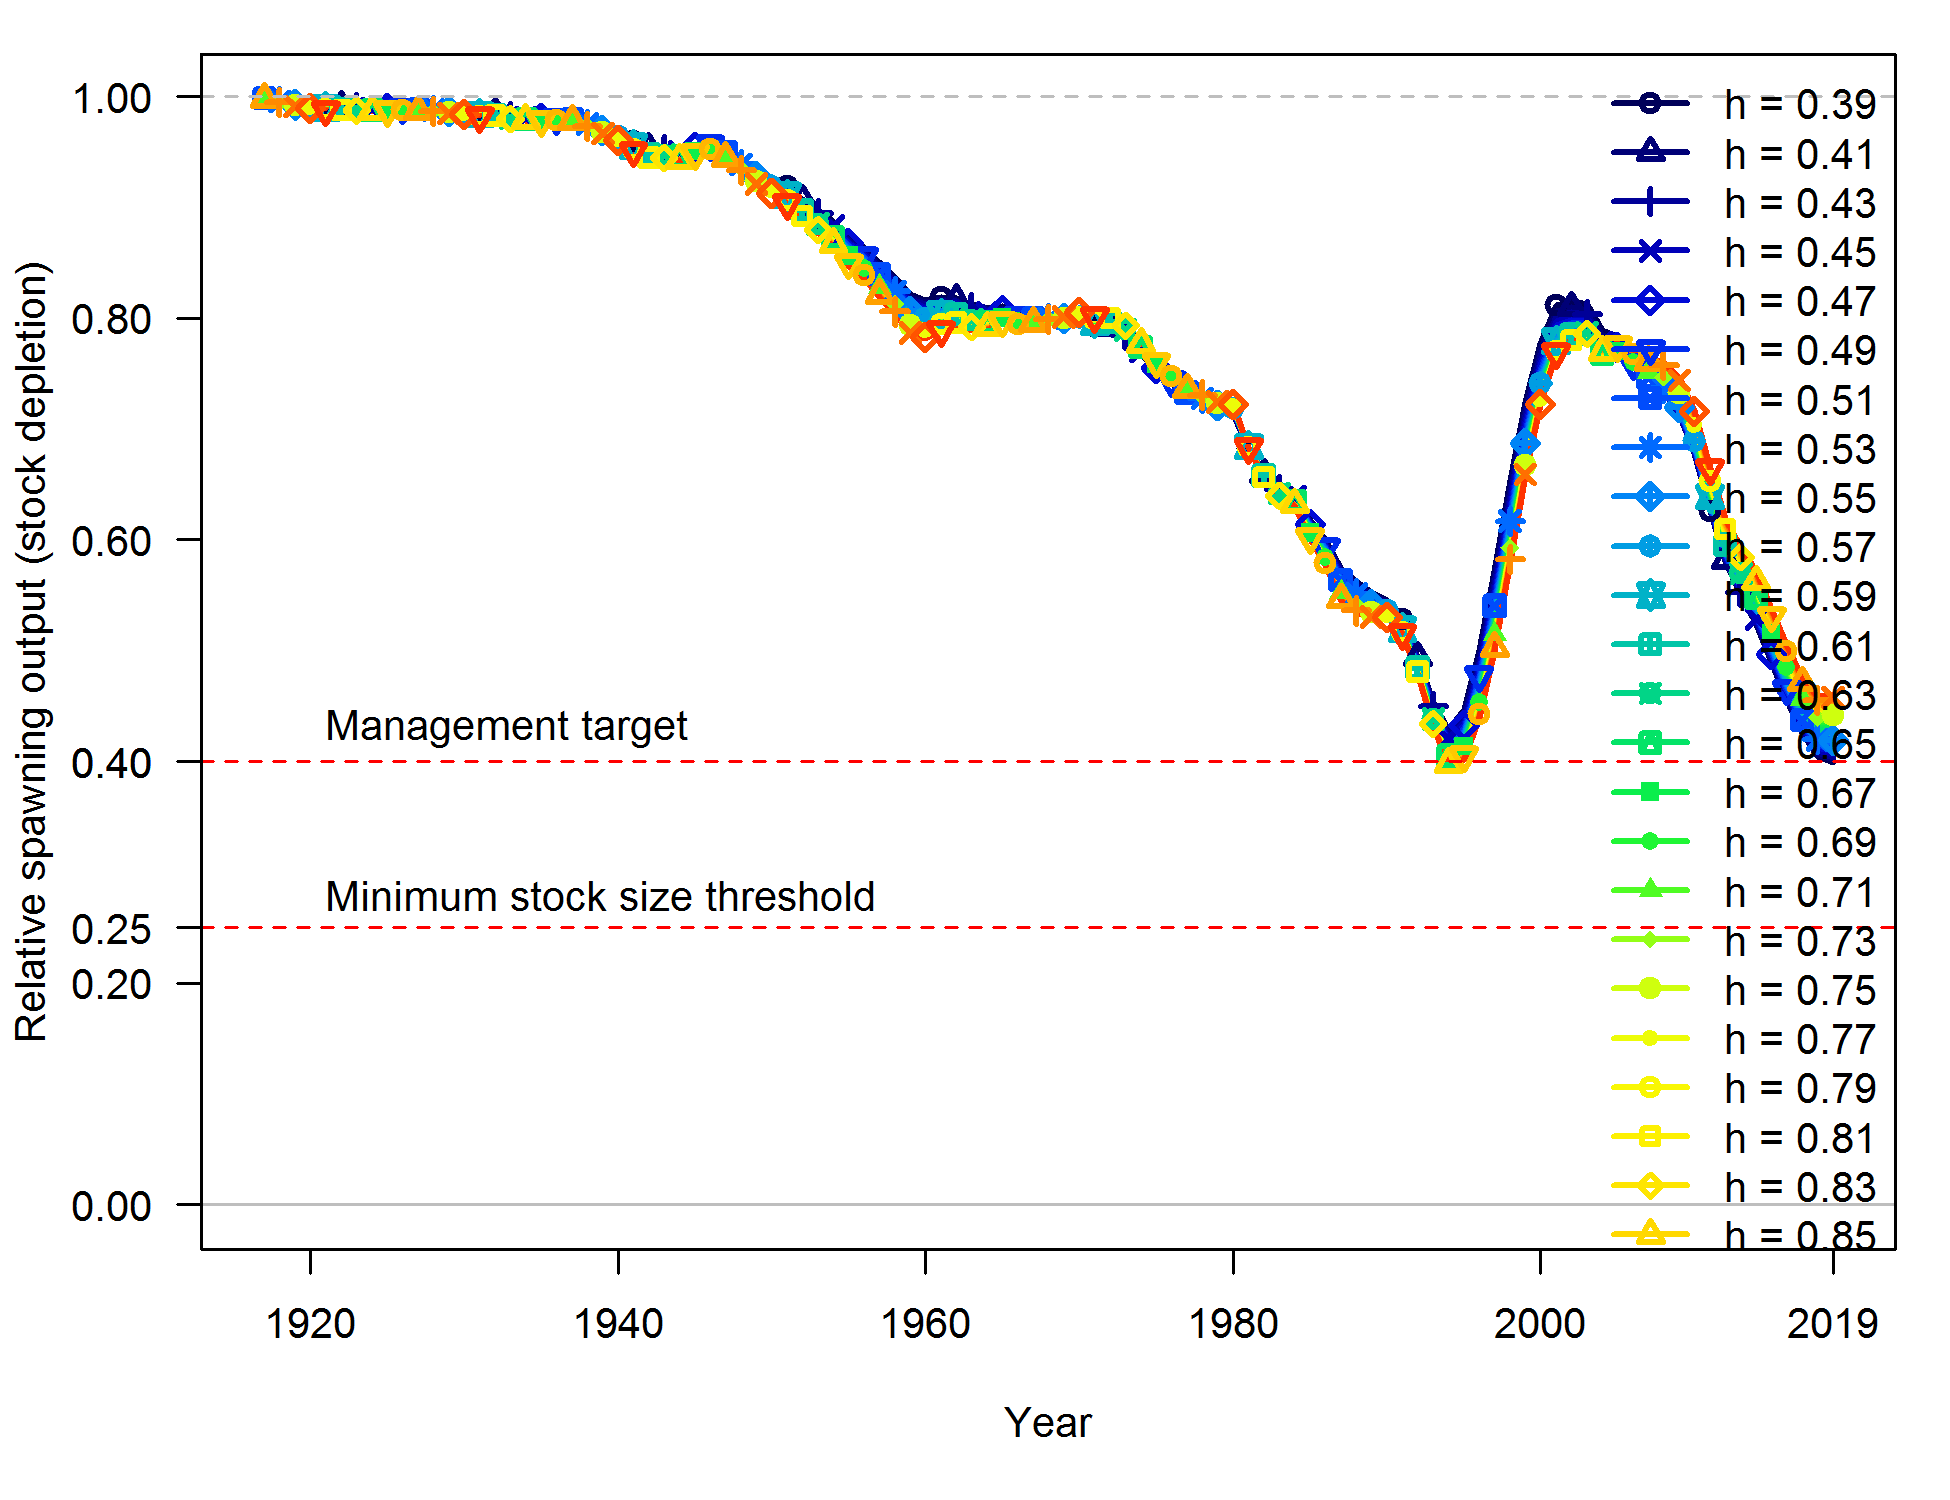 Relative spawning output (stock depletion)
1.00
0.80
0.60
0.40
0.25
0.20
0.00
Management target
Minimum stock size threshold
h = 0.39
h = 0.41
h = 0.43
h = 0.45
h = 0.47
h = 0.49
h = 0.51
h = 0.53
h = 0.55
h = 0.57
h = 0.59
h = 0.61
h = 0.63
h = 0.65
h = 0.67
h = 0.69
h = 0.71
h = 0.73
h = 0.75
h = 0.77
h = 0.79
h = 0.81
h = 0.83
h = 0.85
1920 1940 1960 1980 2000 2019
Year